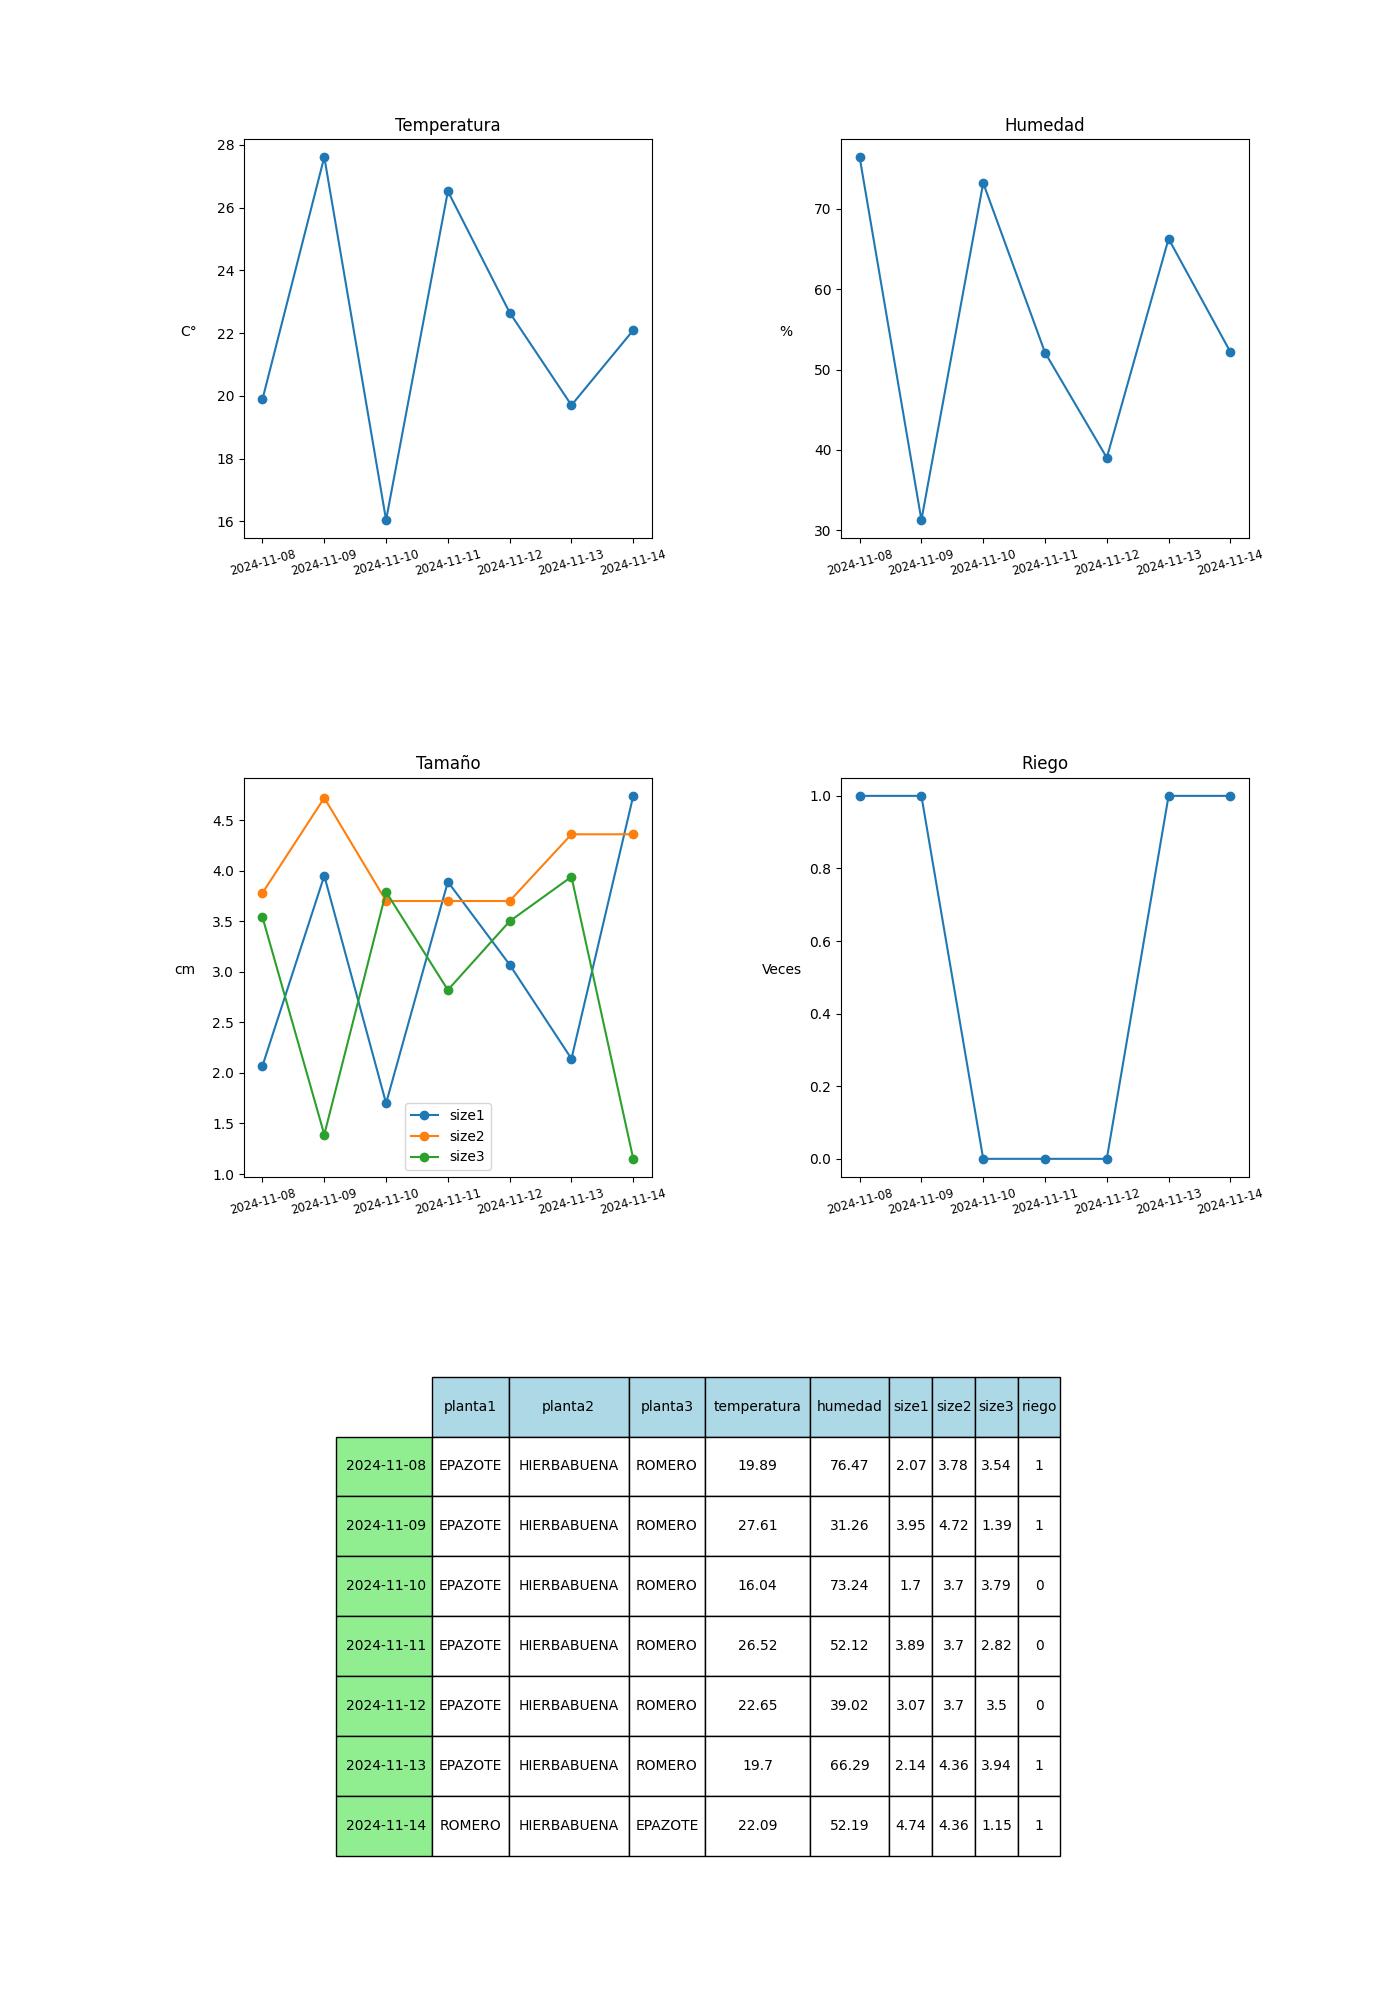 Temperatura
28
26
24
22
20
18
16
C°
2024-11-08 2024-11-09 2024-11-10 2024-11-11 2024-11-12 2024-11-13 2024-11-14
Humedad
70
60
50
40
30
%
2024-11-08 2024-11-09 2024-11-10 2024-11-11 2024-11-12 2024-11-13 2024-11-14
Tamaño
4.5
4.0
3.5
3.0
2.5
2.0
1.5
1.0
cm
size1
size2
size3
2024-11-08 2024-11-09 2024-11-10 2024-11-11 2024-11-12 2024-11-13 2024-11-14
Riego
1.0
0.8
0.6
0.4
0.2
0.0
Veces
2024-11-08 2024-11-09 2024-11-10 2024-11-11 2024-11-12 2024-11-13 2024-11-14
planta1 planta2 planta3 temperatura humedad size1 size2 size3 riego
2024-11-08 EPAZOTE HIERBABUENA ROMERO 19.89 76.47 2.07 3.78 3.54 1
2024-11-09 EPAZOTE HIERBABUENA ROMERO 27.61 31.26 3.95 4.72 1.39 1
2024-11-10 EPAZOTE HIERBABUENA ROMERO 16.04 73.24 1.7 3.7 3.79 0
2024-11-11 EPAZOTE HIERBABUENA ROMERO 26.52 52.12 3.89 3.7 2.82 0
2024-11-12 EPAZOTE HIERBABUENA ROMERO 22.65 39.02 3.07 3.7 3.5 0
2024-11-13 EPAZOTE HIERBABUENA ROMERO 19.7 66.29 2.14 4.36 3.94 1
2024-11-14 ROMERO HIERBABUENA EPAZOTE 22.09 52.19 4.74 4.36 1.15 1